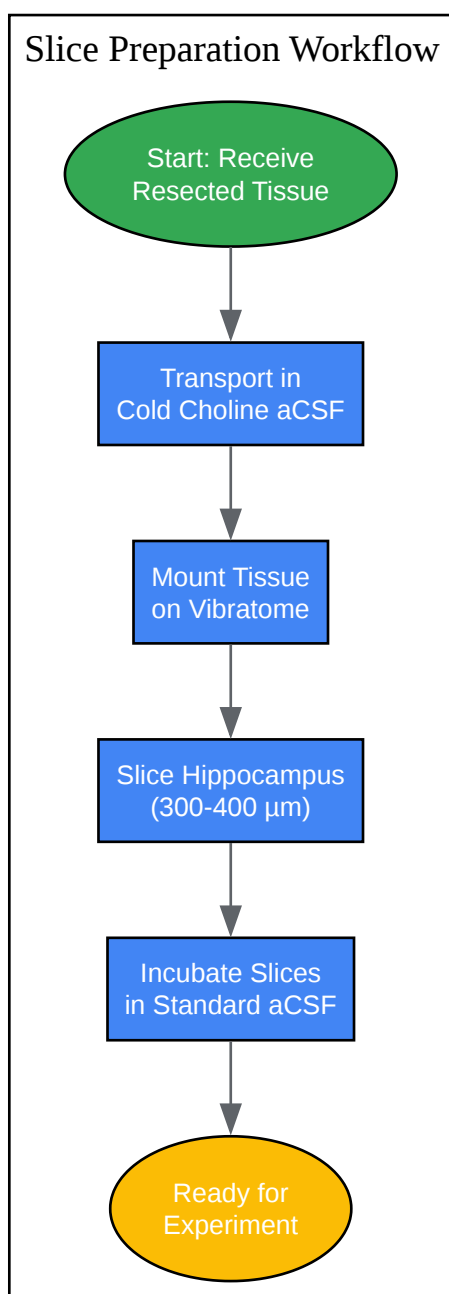 Slice Preparation Workflow
Start: Receive
Resected Tissue
Transport in
Cold Choline aCSF
Mount Tissue
on Vibratome
Slice Hippocampus
(300-400 µm)
Incubate Slices
in Standard aCSF
Ready for
Experiment